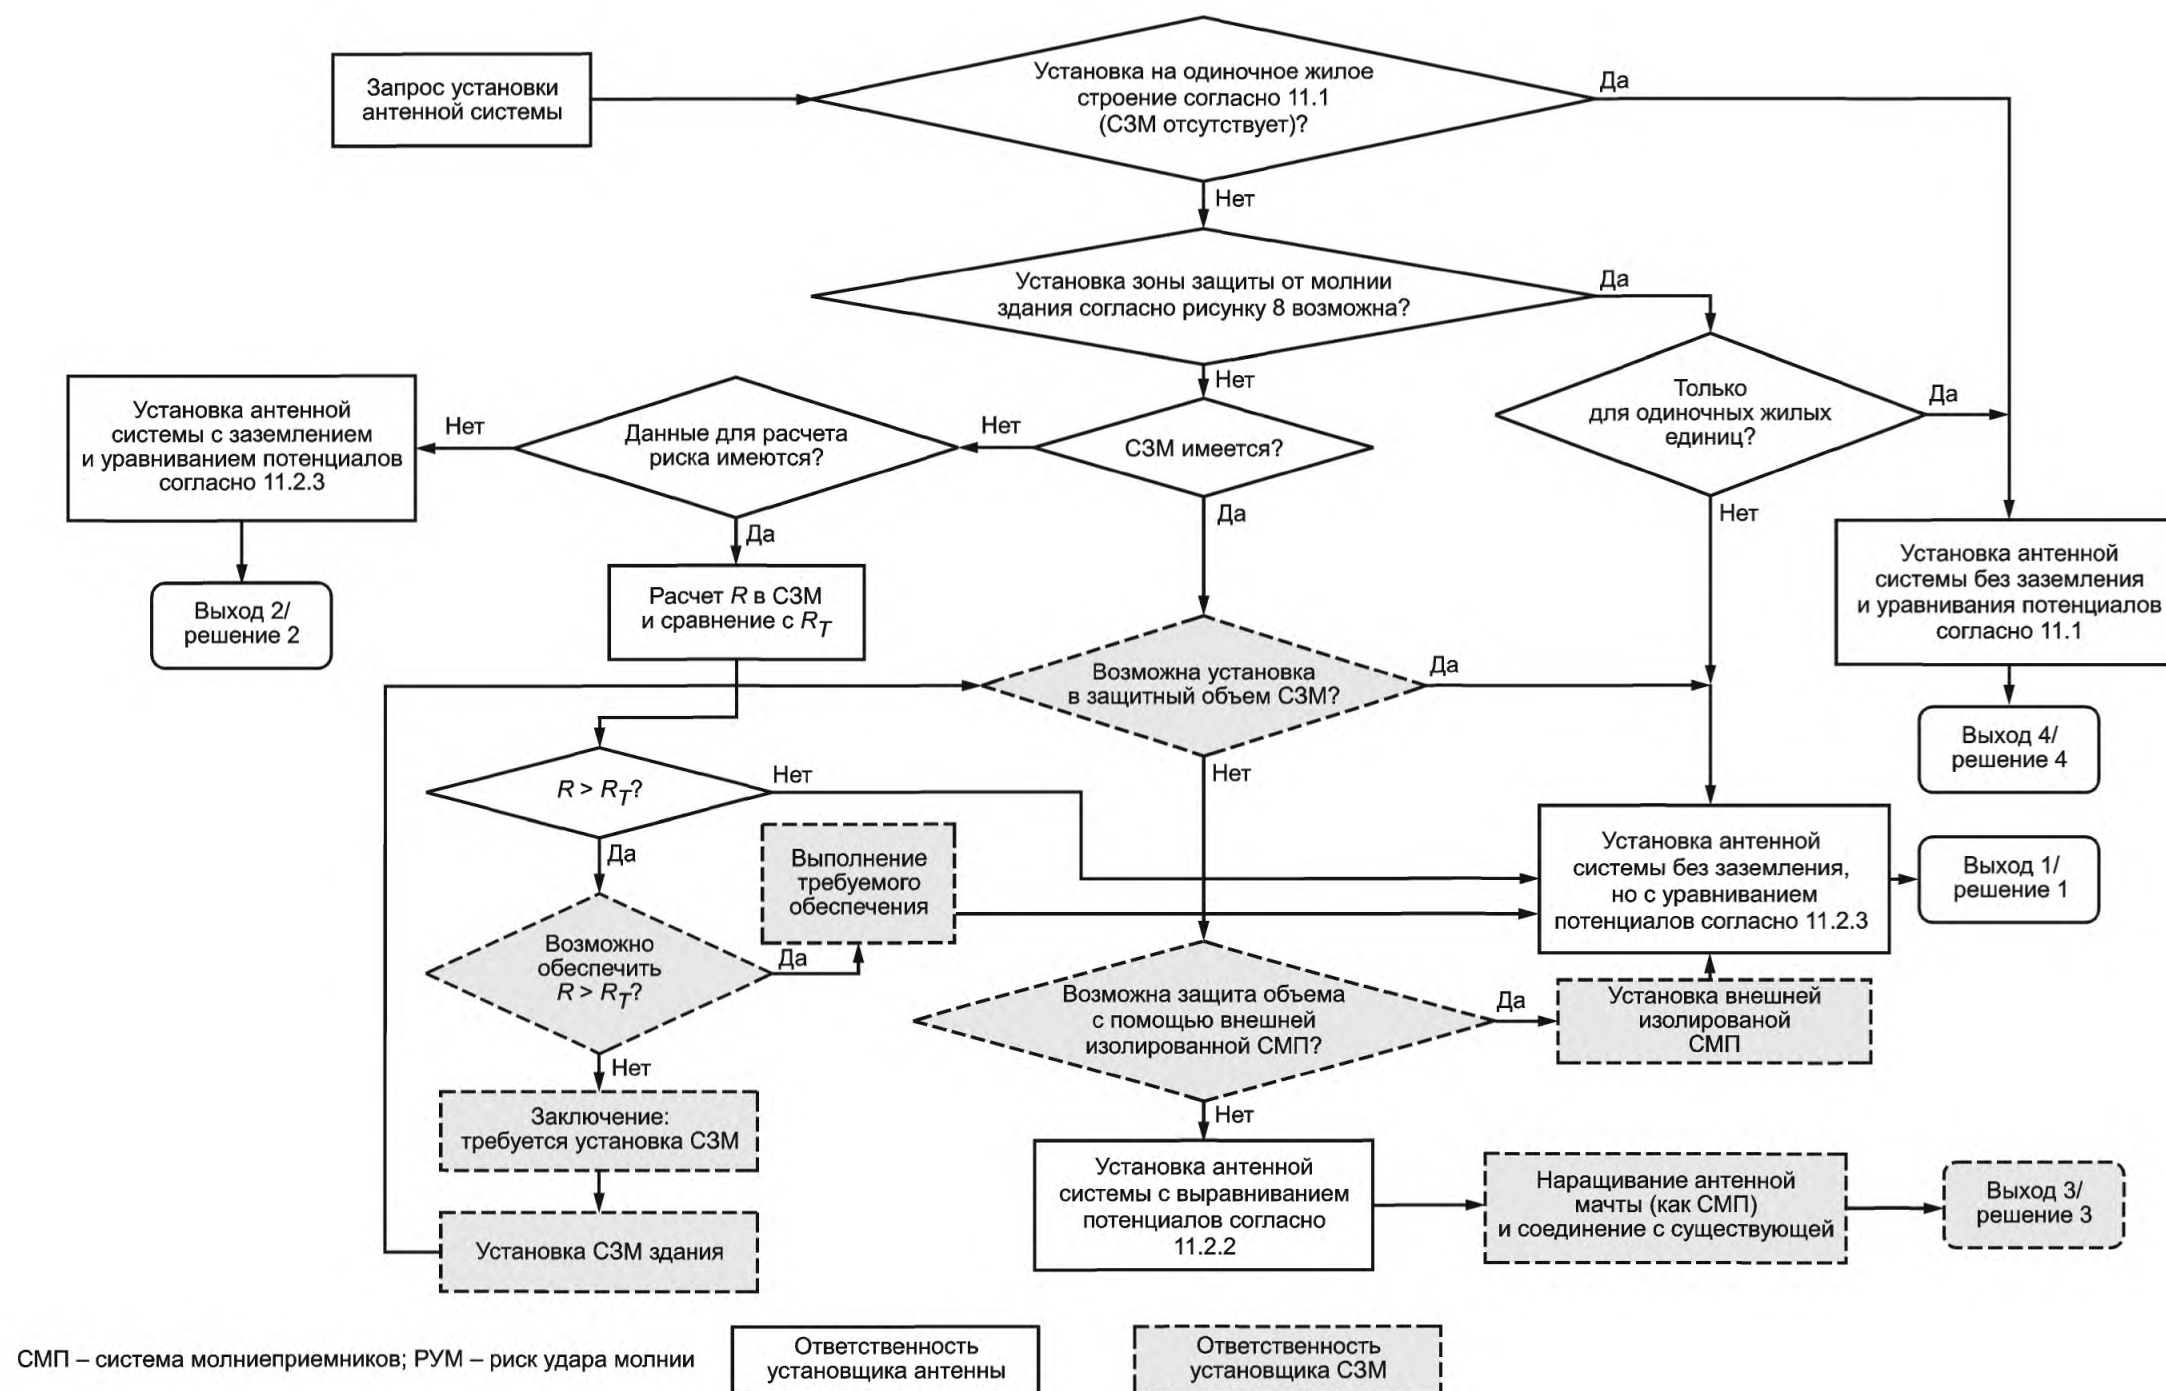 Запрос установки
антенной системы
Установка на одиночное жилое
строение согласно 11.1
(СЗМ отсутствует)?
Да
Нет
Установка зоны защиты от молнии
здания согласно рисунку 8 возможна?
Да
Нет
Только
для одиночных жилых
единиц?
Да
Нет
СЗМ имеется?
Нет
Да
Данные для расчета
риска имеются?
Нет
Да
Установка антенной
системы с заземлением
и уравниванием потенциалов
согласно 11.2.3
Выход 2/
решение 2
Расчет R в СЗМ
и сравнение с RT
Установка антенной
системы без заземления
и уравнивания потенциалов
согласно 11.1
Выход 4/
решение 4
Возможна установка
в защитный объем СЗМ?
Да
Нет
R > RT?
Нет
Да
Выполнение
требуемого
обеспечения
Возможно
обеспечить
R > RT?
Да
Нет
Установка антенной
системы без заземления,
но с уравниванием
потенциалов согласно 11.2.3
Выход 1/
решение 1
Возможна защита объема
с помощью внешней
изолированной СМП?
Да
Нет
Установка внешней
изолированой
СМП
Заключение:
требуется установка СЗМ
Установка СЗМ здания
Установка антенной
системы с выравниванием
потенциалов согласно
11.2.2
Наращивание антенной
мачты (как СМП)
и соединение с существующей
Выход 3/
решение 3
СМП – система молниеприемников; РУМ – риск удара молнии
Ответственность
установщика антенны
Ответственность
установщика СЗМ